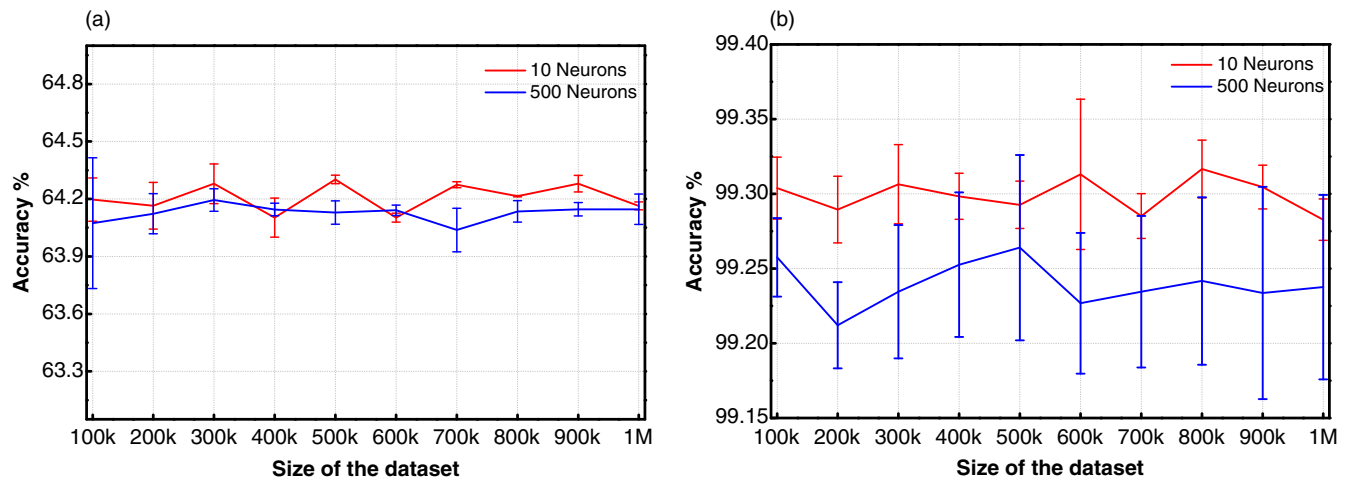 (a)
10 Neurons
500 Neurons
64.8
64.5
64.2
63.9
63.6
63.3
Accuracy %
100k 200k 300k 400k 500k 600k 700k 800k 900k 1M
Size of the dataset
(b)
10 Neurons
500 Neurons
99.40
99.35
99.30
99.25
99.20
99.15
Accuracy %
100k 200k 300k 400k 500k 600k 700k 800k 900k 1M
Size of the dataset